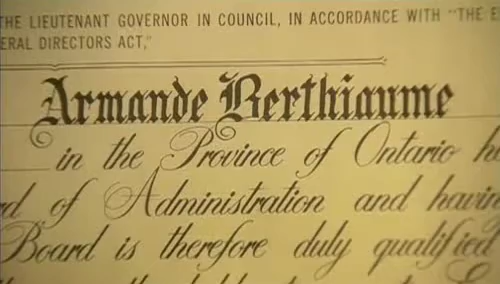 THE LIEUTENANT GOVERNOR IN COUNCIL, IN ACCORDANCE WITH "THE E
ERAL DIRECTORS ACT,"
Armande Berthiaume
in the Province of Ontario h
rd of Administration and havin
Board is therefore duly qualified